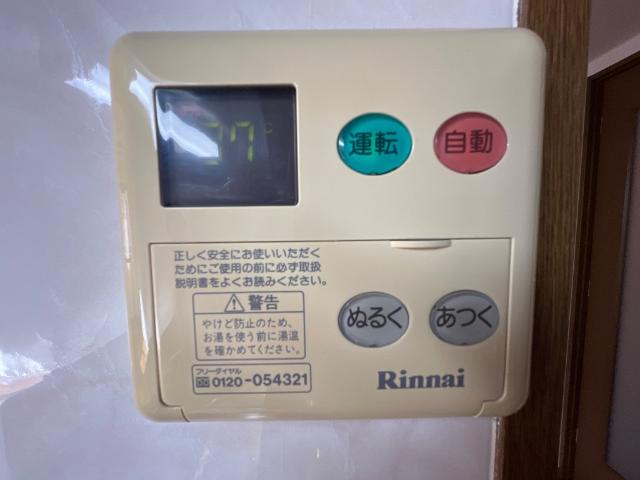 37℃
運転
自動
正しく安全にお使いいただく
ためにご使用の前に必ず取扱
説明書をよくお読みください。
警告
やけど防止のため、
お湯を使う前に湯温
を確かめてください。
フリーダイヤル
0120-054321
ぬるく
あつく
Rinnai